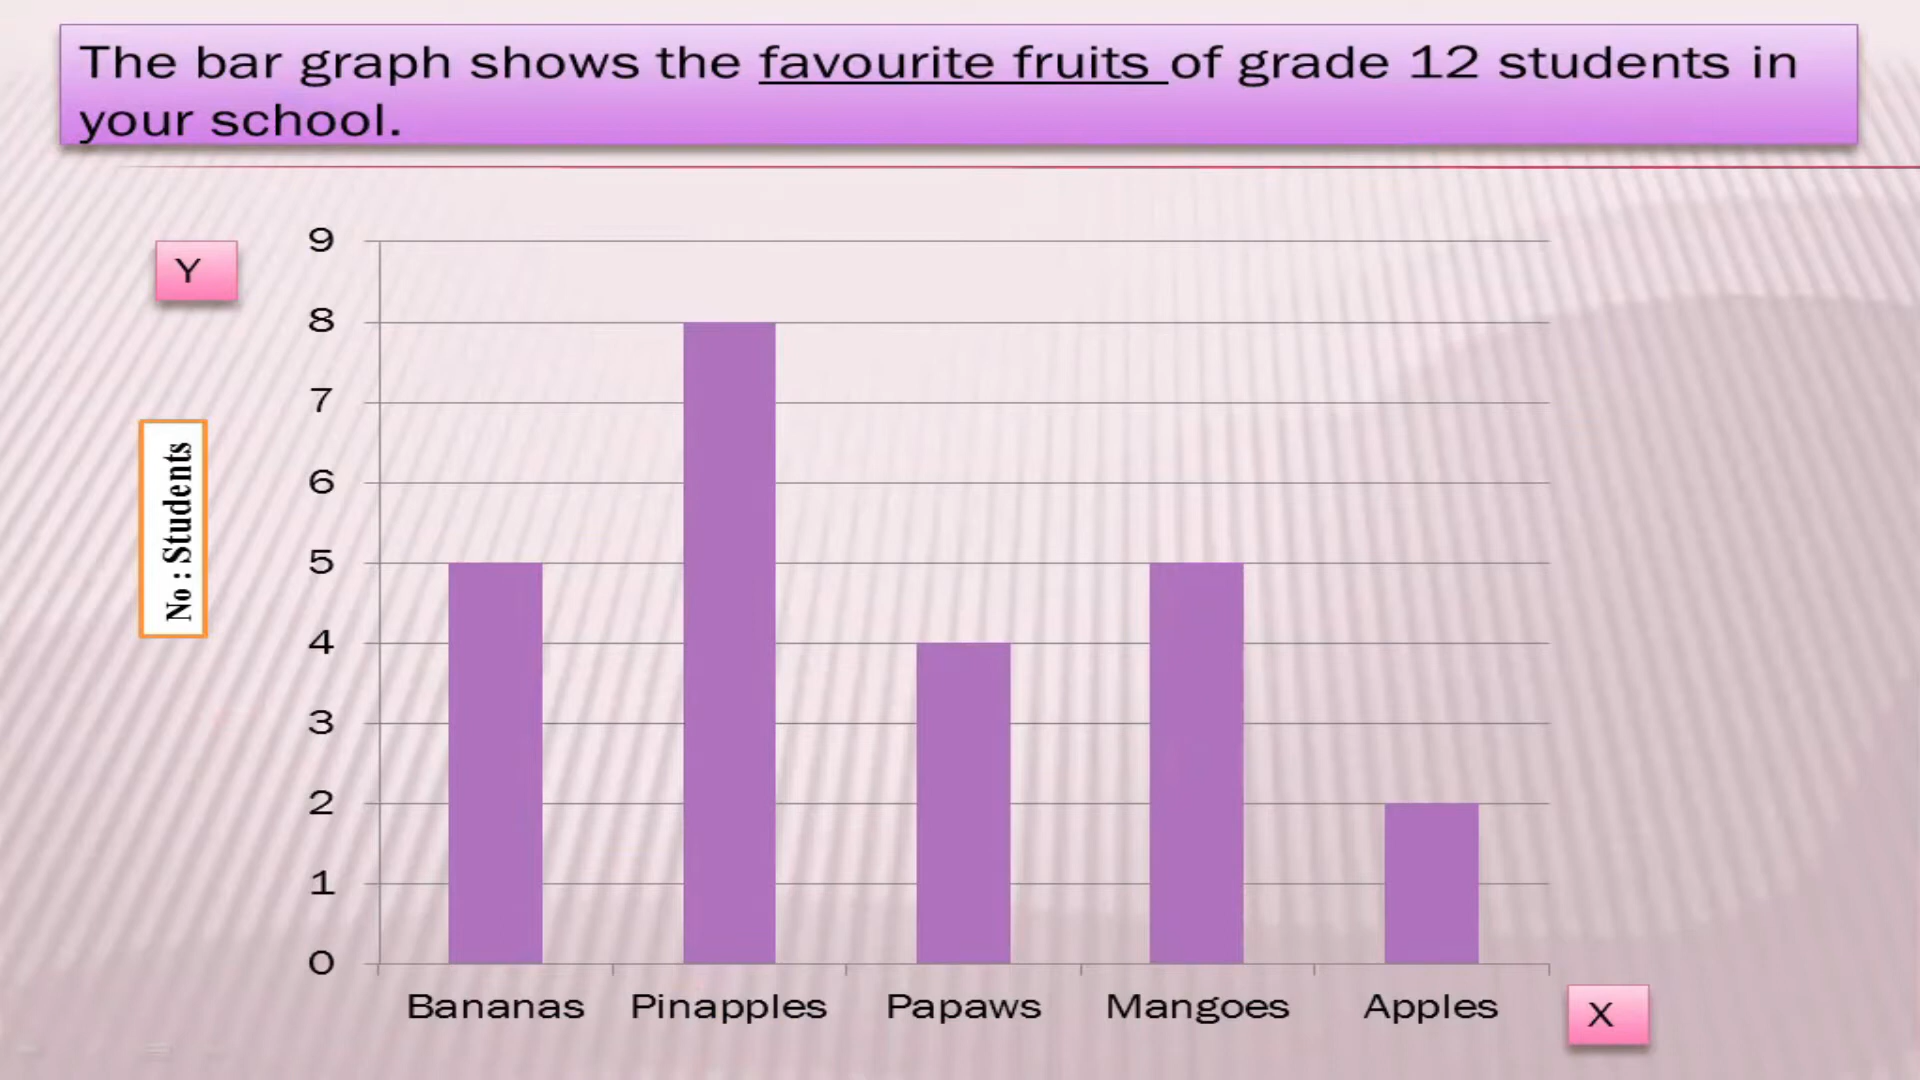 The bar graph shows the favourite fruits of grade 12 students in
your school.
Y
No : Students
9
8
7
6
5
4
3
2
1
0
Bananas Pinapples Papaws Mangoes Apples
X